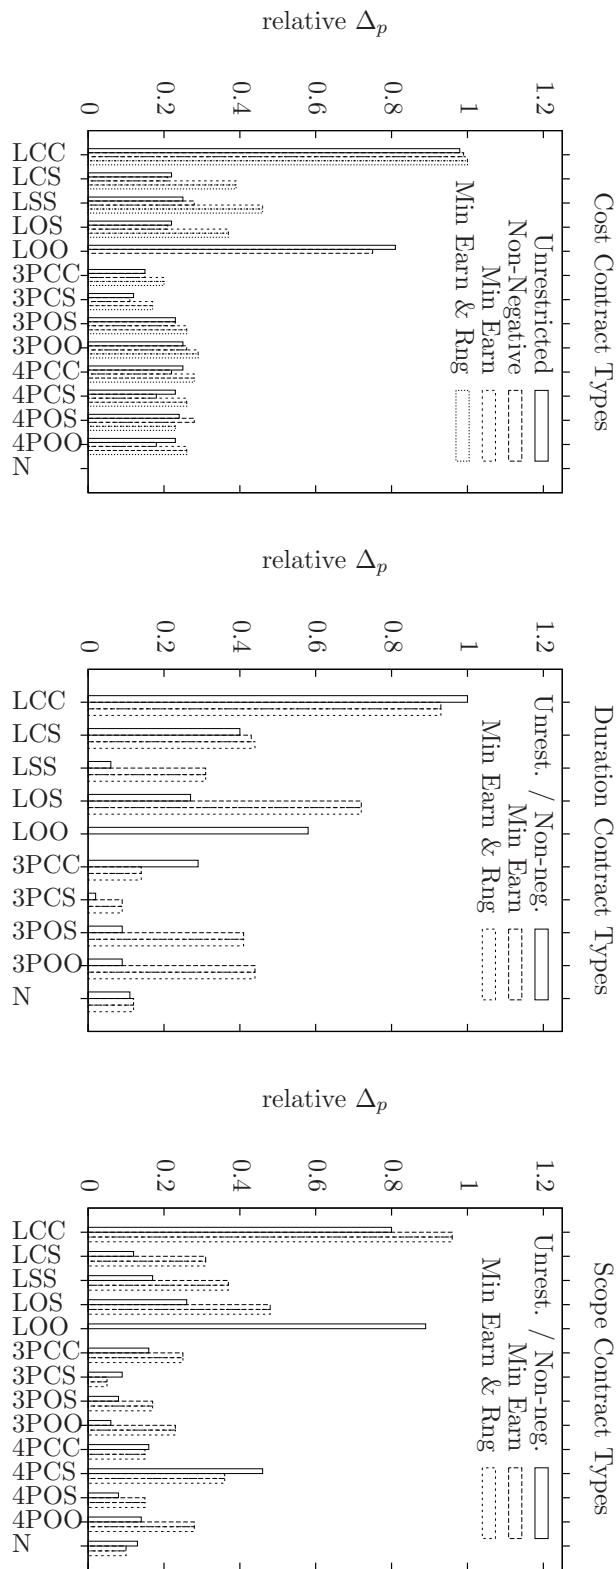 Cost Contract Types
relative Δp
0
0.2
0.4
0.6
0.8
1
1.2
Unrestricted
Non-Negative
Min Earn
Min Earn & Rng
LCC
LCS
LSS
LOS
LOO
3PCC
3PCS
3POS
3POO
4PCC
4PCS
4POS
4POO
N
Duration Contract Types
relative Δp
0
0.2
0.4
0.6
0.8
1
1.2
Unrest. / Non-neg.
Min Earn
Min Earn & Rng
LCC
LCS
LSS
LOS
LOO
3PCC
3PCS
3POS
3POO
N
Scope Contract Types
relative Δp
0
0.2
0.4
0.6
0.8
1
1.2
Unrest. / Non-neg.
Min Earn
Min Earn & Rng
LCC
LCS
LSS
LOS
LOO
3PCC
3PCS
3POS
3POO
4PCC
4PCS
4POS
4POO
N